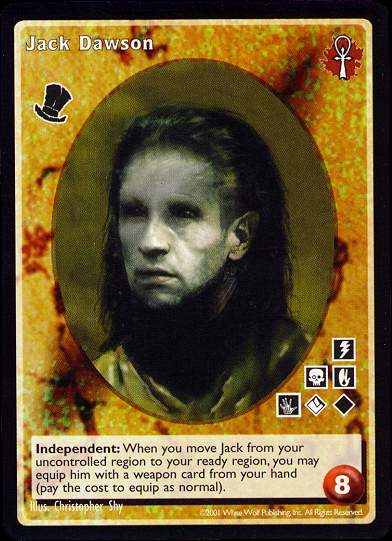 Jack Dawson
Independent: When you move Jack from your
uncontrolled region to your ready region, you may
equip him with a weapon card from your hand
(pay the cost to equip as normal).
8
Illus. Christopher Shy
©2001 White Wolf Publishing, Inc. All Rights Reserved.